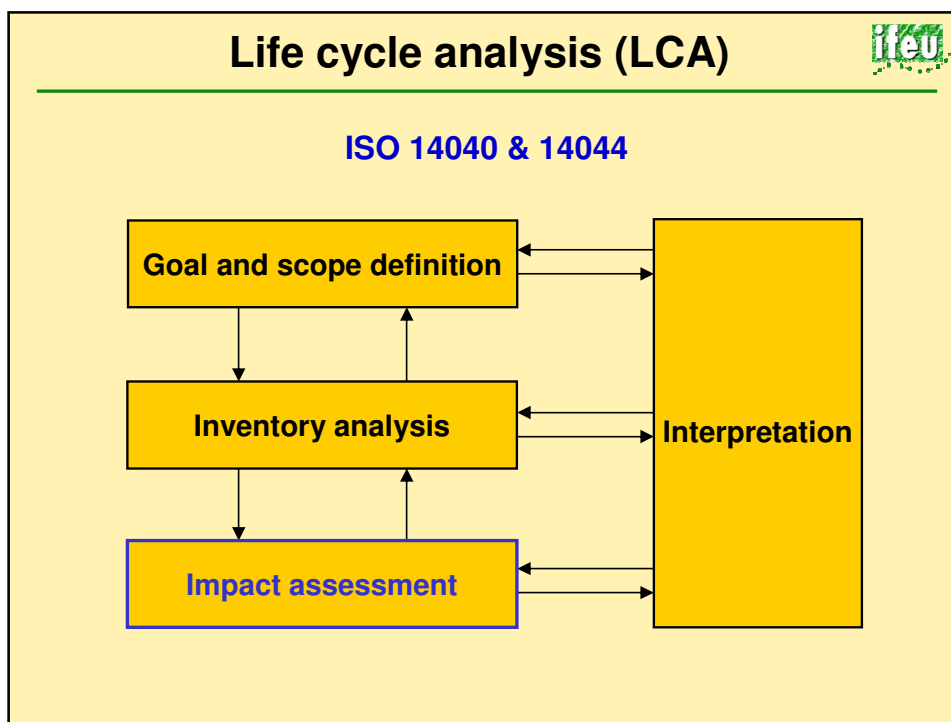 Life cycle analysis (LCA)
ifeu
ISO 14040 & 14044
Goal and scope definition
Inventory analysis
Interpretation
Impact assessment